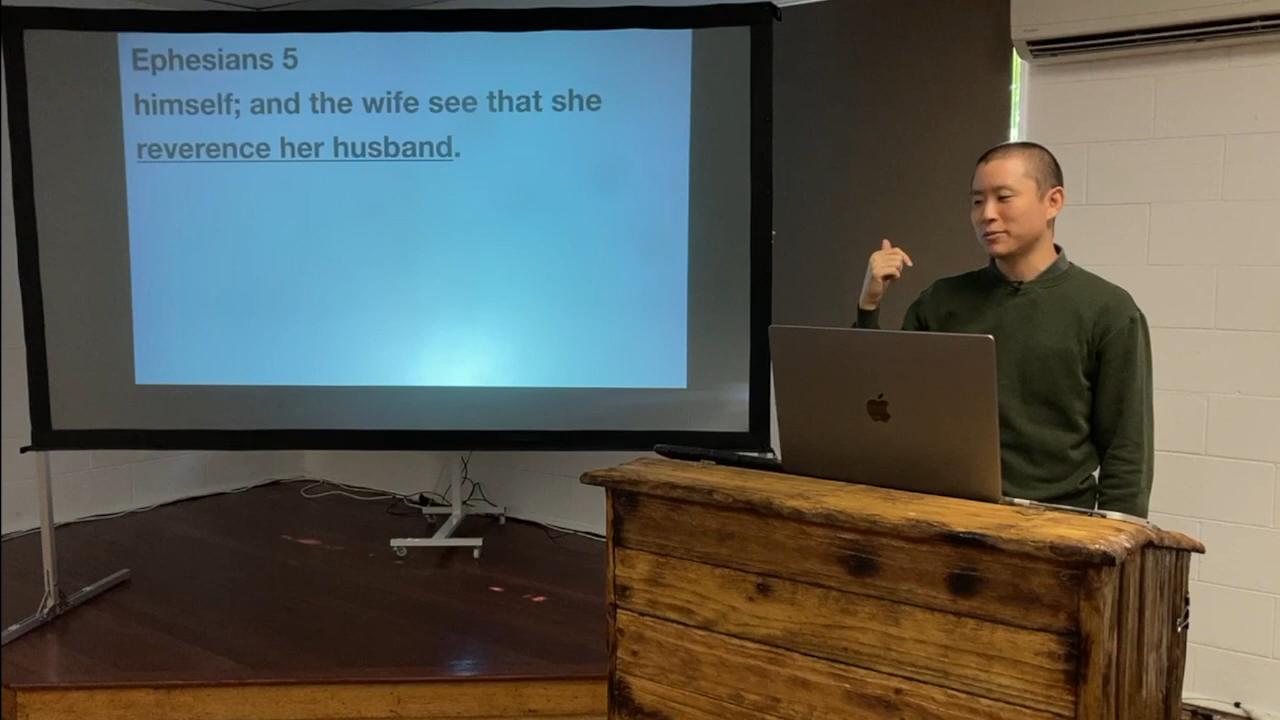 Ephesians 5
himself; and the wife see that she
reverence her husband.